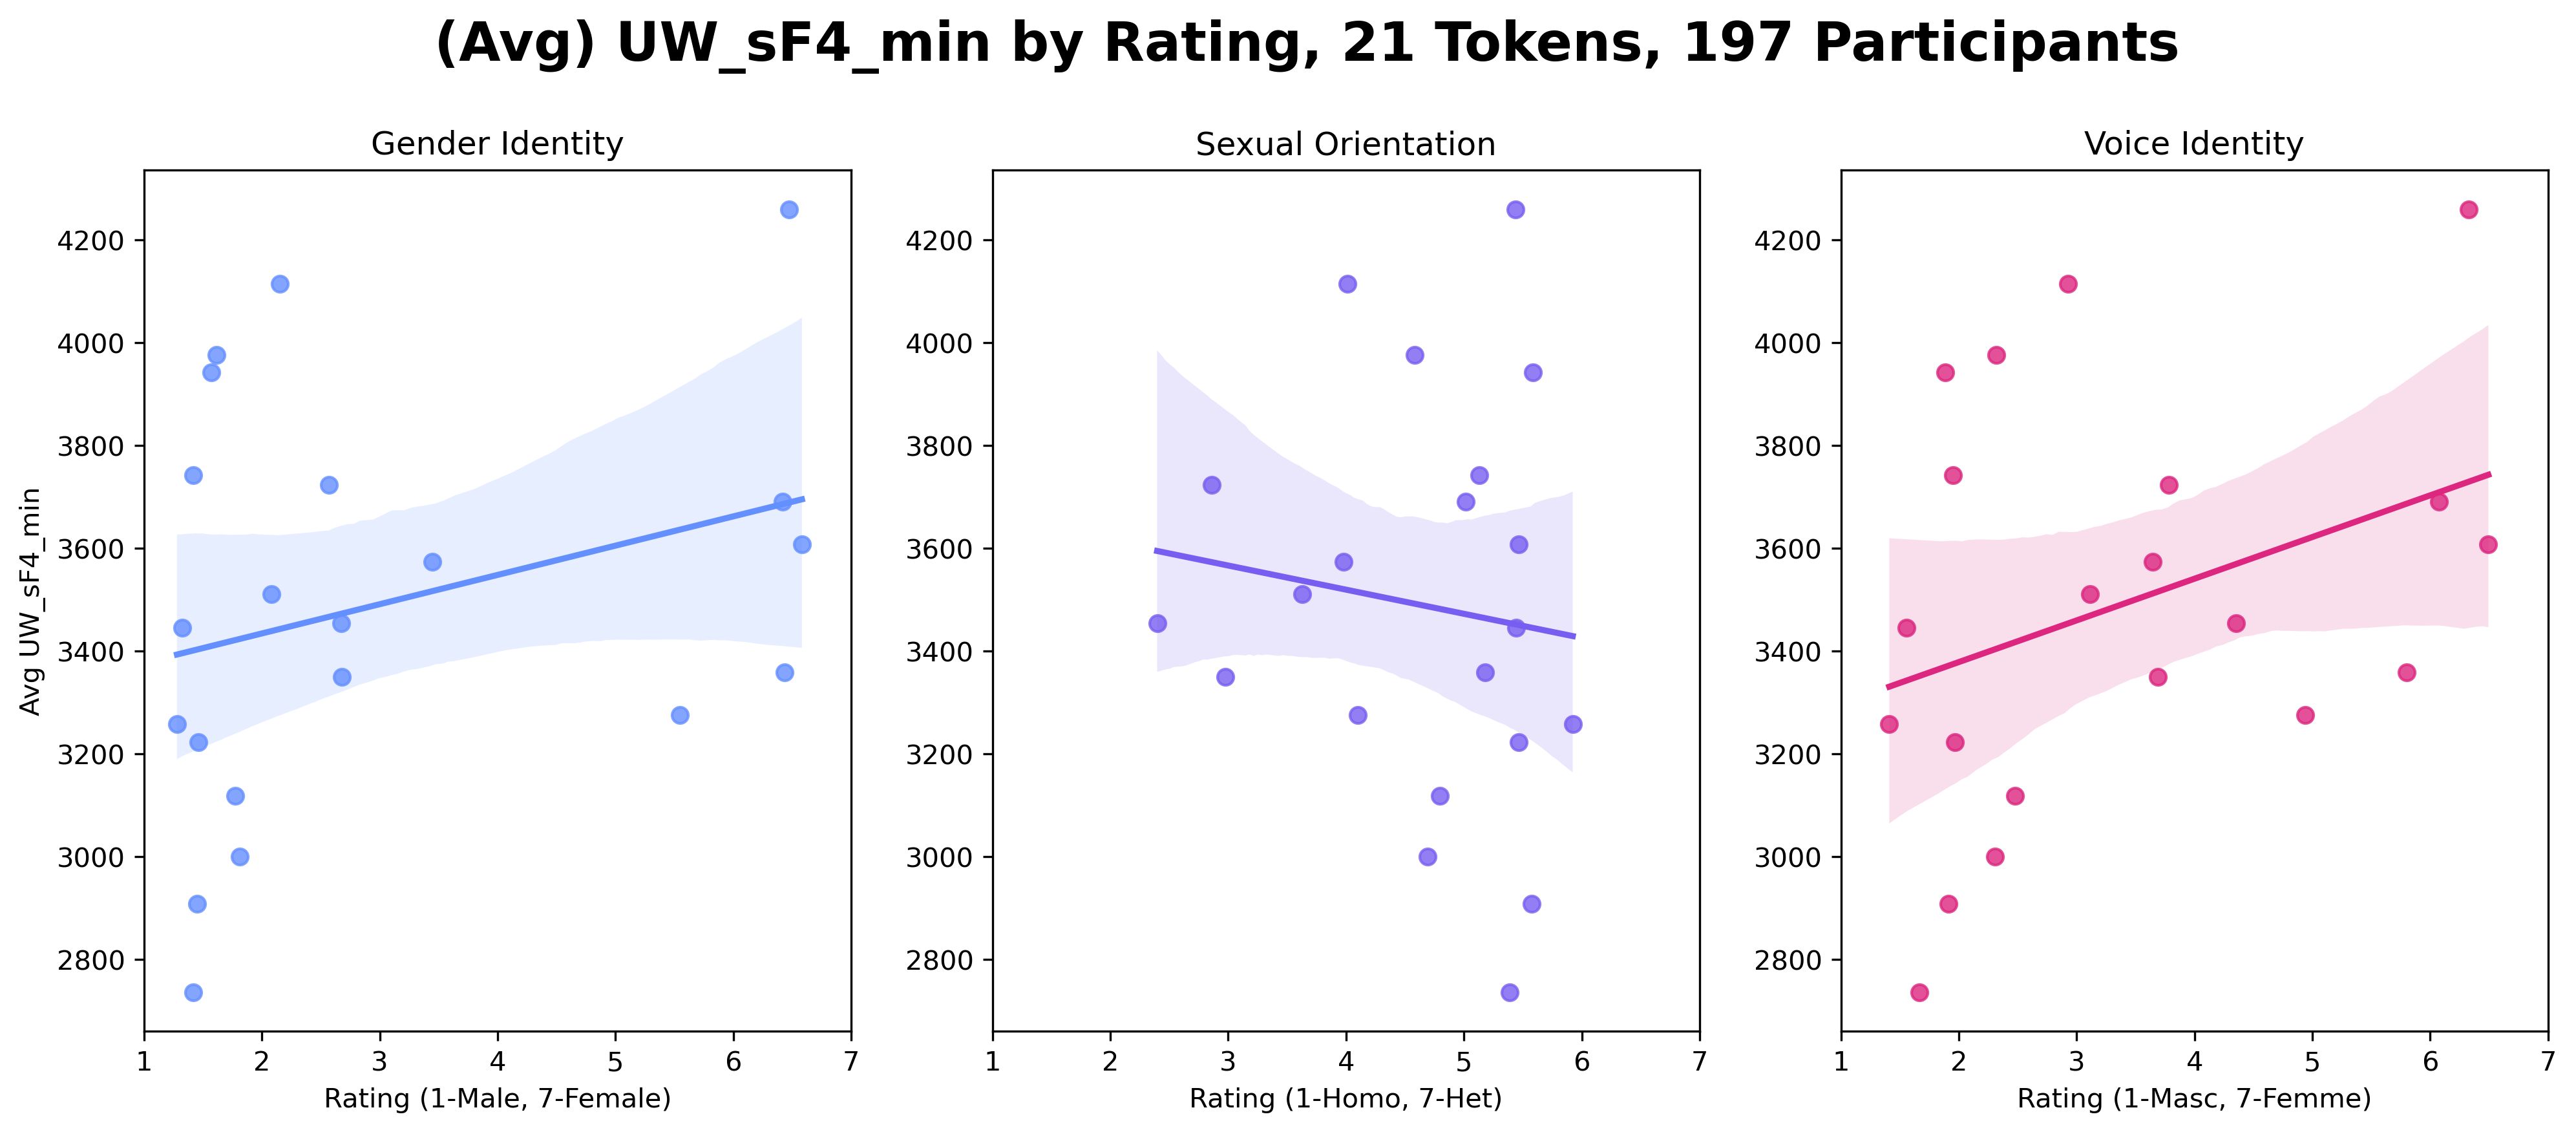 (Avg) UW_sF4_min by Rating, 21 Tokens, 197 Participants
Gender Identity
Sexual Orientation
Voice Identity
Avg UW_sF4_min
4200
4000
3800
3600
3400
3200
3000
2800
1 2 3 4 5 6 7
Rating (1-Male, 7-Female)
4200
4000
3800
3600
3400
3200
3000
2800
1 2 3 4 5 6 7
Rating (1-Homo, 7-Het)
4200
4000
3800
3600
3400
3200
3000
2800
1 2 3 4 5 6 7
Rating (1-Masc, 7-Femme)